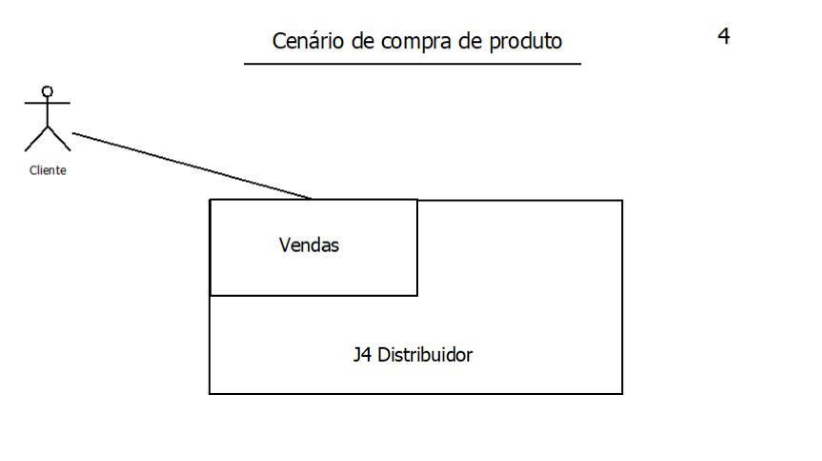 Cenário de compra de produto
4
Cliente
Vendas
J4 Distribuidor